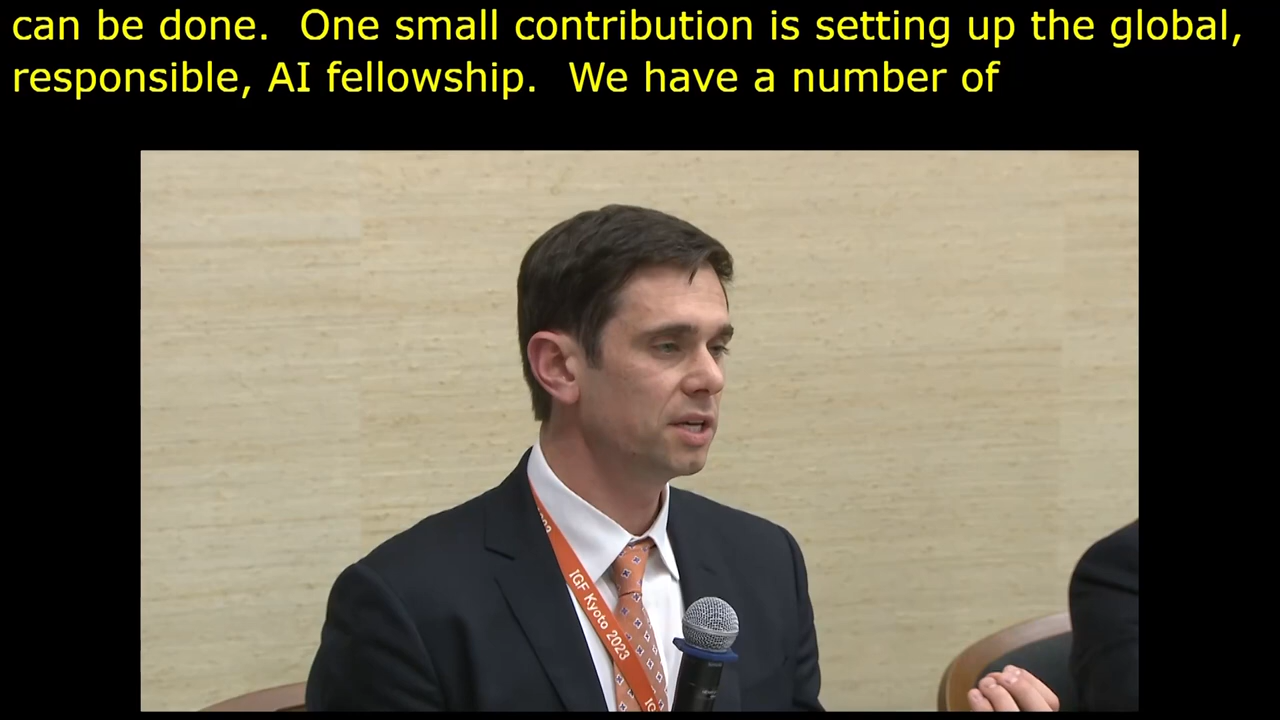 can be done.  One small contribution is setting up the global,
responsible, AI fellowship.  We have a number of
IGF Kyoto 2023